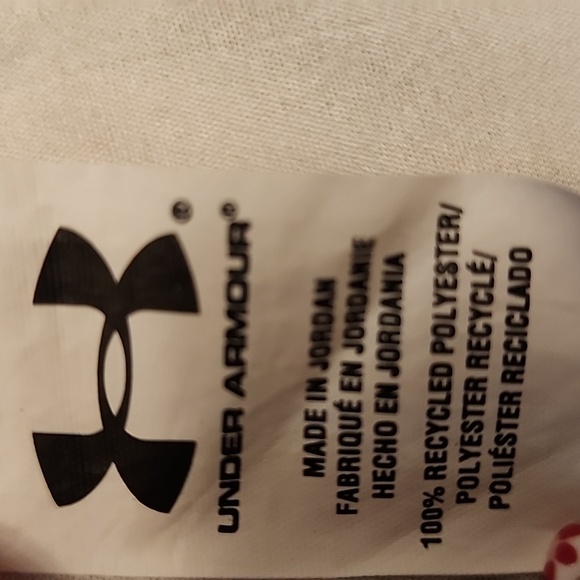 ®
UNDER ARMOUR®
MADE IN JORDAN
FABRIQUÉ EN JORDANIE
HECHO EN JORDANIA
100% RECYCLED POLYESTER/
POLYESTER RECYCLÉ/
POLIÉSTER RECICLADO